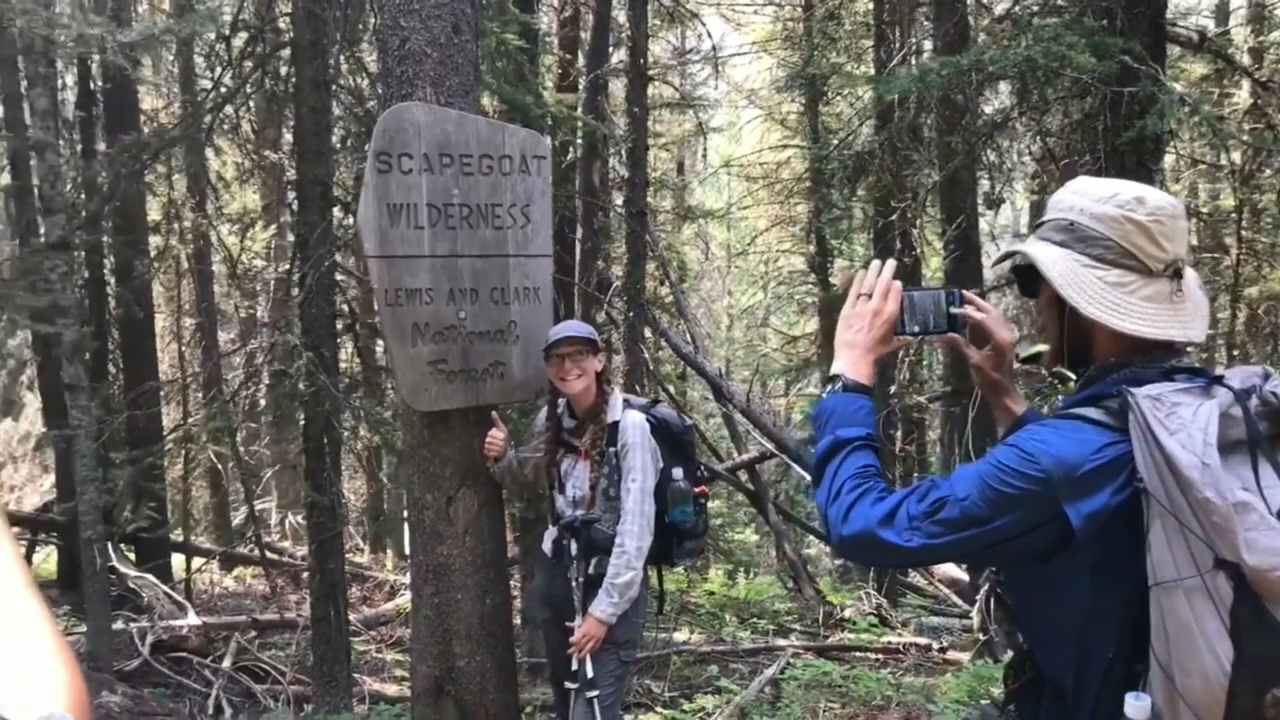 SCAPEGOAT
WILDERNESS
LEWIS AND CLARK
National
Forest